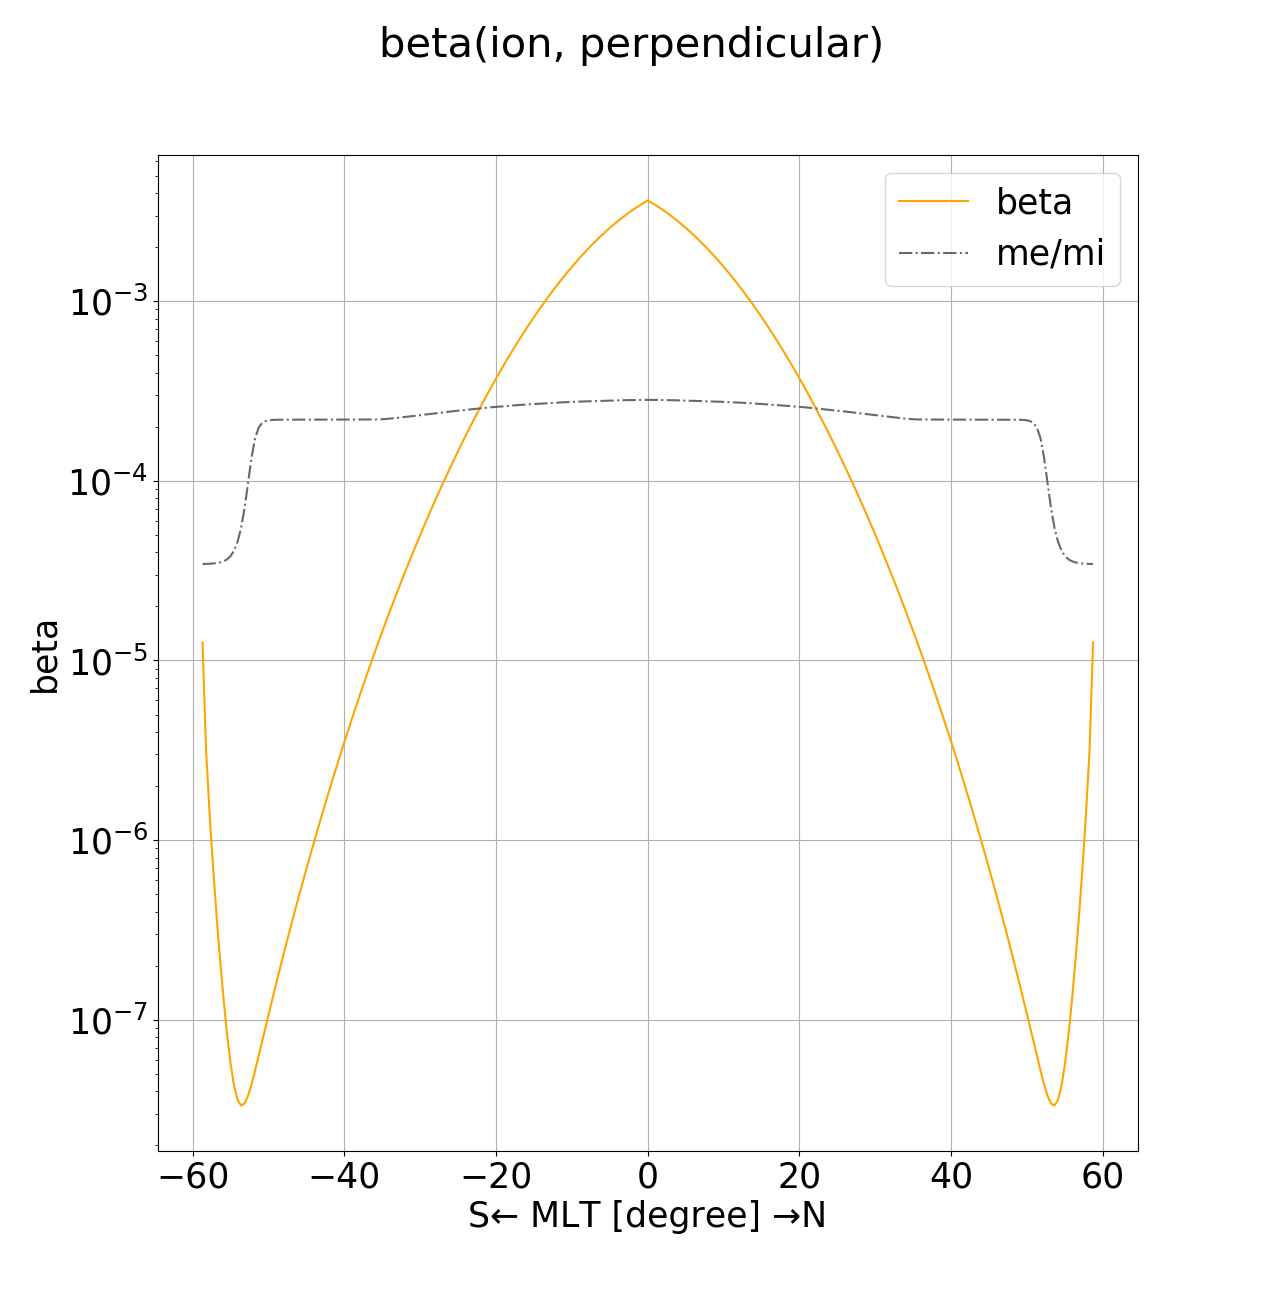 beta(ion, perpendicular)
beta
me/mi
10⁻³
10⁻⁴
10⁻⁵
10⁻⁶
10⁻⁷
beta
−60 −40 −20 0 20 40 60
S← MLT [degree] →N